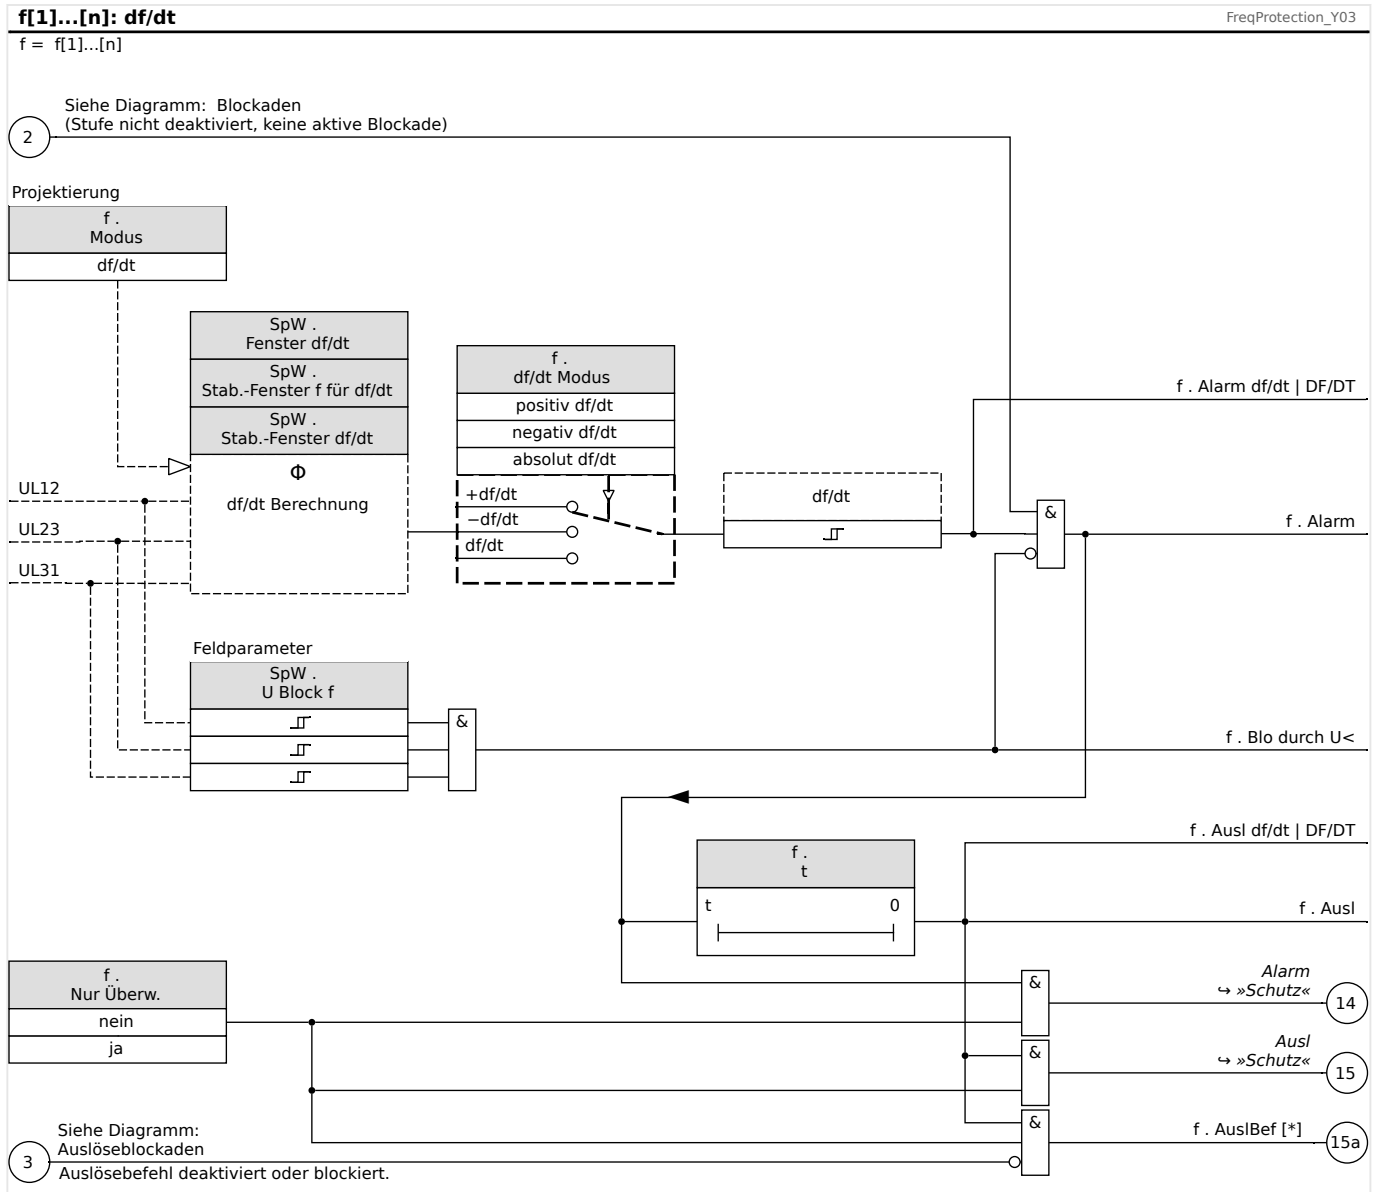 f[1]...[n]: df/dt
FreqProtection_Y03
f = f[1]...[n]
Siehe Diagramm: Blockaden
(Stufe nicht deaktiviert, keine aktive Blockade)
2
Projektierung
f .
Modus
df/dt
SpW .
Fenster df/dt
SpW .
Stab.-Fenster f für df/dt
SpW .
Stab.-Fenster df/dt
Φ
df/dt Berechnung
f .
df/dt Modus
positiv df/dt
negativ df/dt
absolut df/dt
+df/dt
−df/dt
df/dt
df/dt
f . Alarm df/dt | DF/DT
&
f . Alarm
UL12
UL23
UL31
Feldparameter
SpW .
U Block f
&
f . Blo durch U<
f . Ausl df/dt | DF/DT
f .
t
t
0
f . Ausl
f .
Nur Überw.
nein
ja
&
Alarm
↪ »Schutz«
14
&
Ausl
↪ »Schutz«
15
&
f . AuslBef [*]
15a
Siehe Diagramm:
Auslöseblockaden
3
Auslösebefehl deaktiviert oder blockiert.